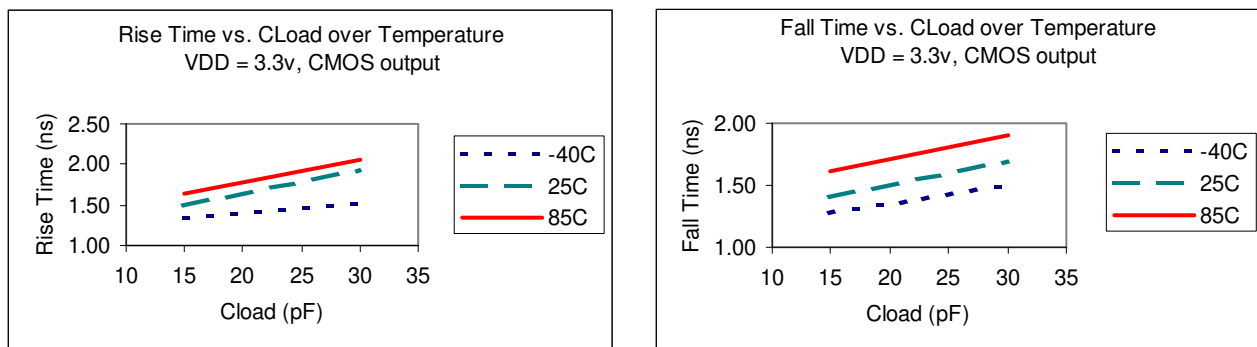 Rise Time vs. CLoad over Temperature
VDD = 3.3v, CMOS output
Rise Time (ns)
2.50
2.00
1.50
1.00
10 15 20 25 30 35
Cload (pF)
-40C
25C
85C
Fall Time vs. CLoad over Temperature
VDD = 3.3v, CMOS output
Fall Time (ns)
2.00
1.50
1.00
10 15 20 25 30 35
Cload (pF)
-40C
25C
85C